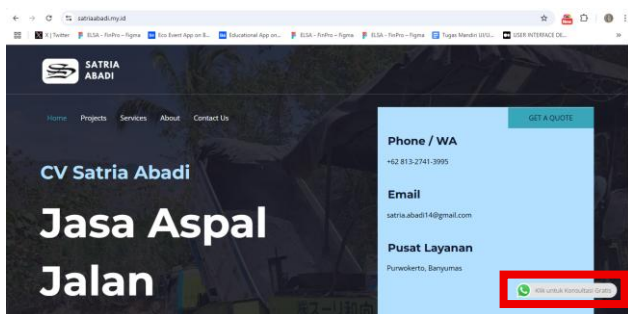 satriaabadi.my.id
X | Twitter
ELSA - FinPro - Figma
Eco Event App on B...
Educational App on...
ELSA - FinPro - Figma
ELSA - FinPro - Figma
Tugas Mandiri UI/U...
USER INTERFACE DE...
SATRIA
ABADI
Home Projects Services About Contact Us
GET A QUOTE
CV Satria Abadi
Jasa Aspal
Jalan
Phone / WA
+62 813-2741-3995
Email
satria.abadi14@gmail.com
Pusat Layanan
Purwokerto, Banyumas
Klik untuk Konsultasi Gratis